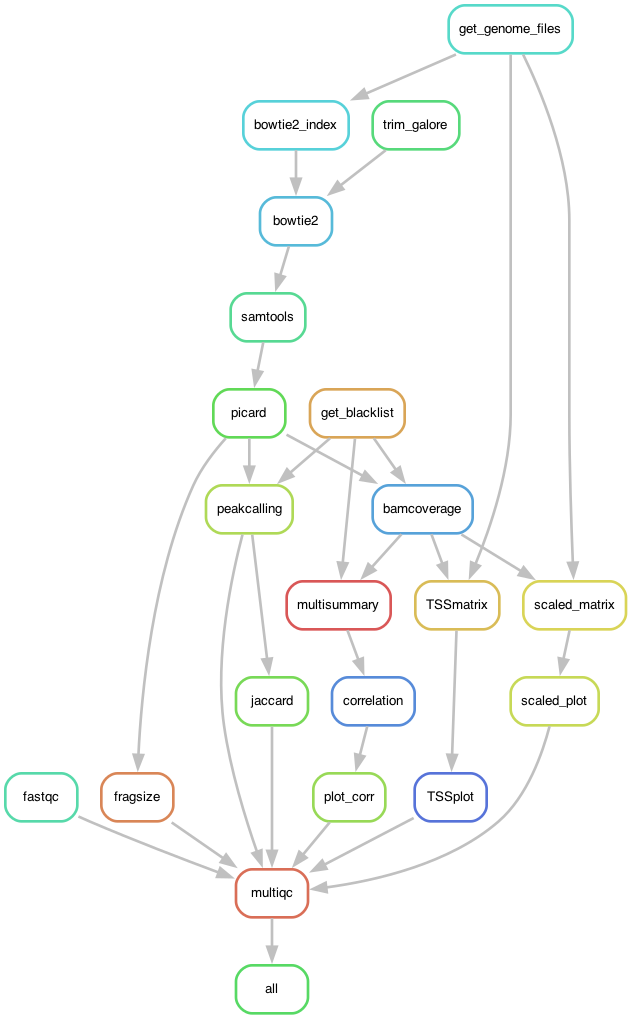 get_genome_files
bowtie2_index
trim_galore
bowtie2
samtools
picard
get_blacklist
peakcalling
bamcoverage
multisummary
TSSmatrix
scaled_matrix
jaccard
correlation
scaled_plot
fastqc
fragsize
plot_corr
TSSplot
multiqc
all